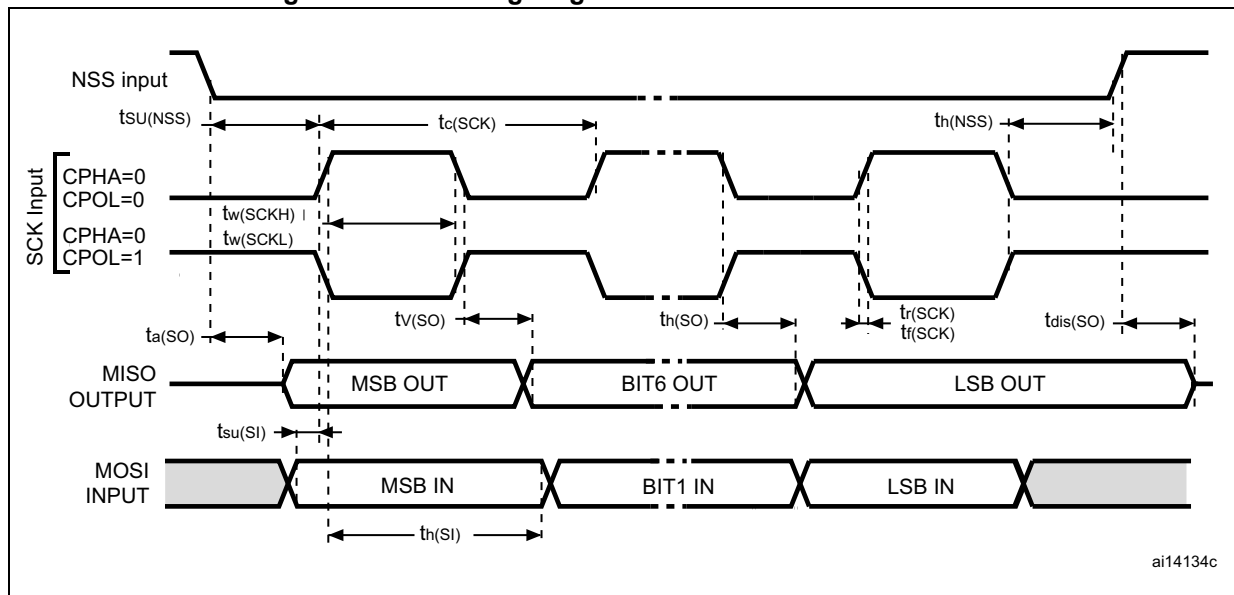 NSS input
tSU(NSS)
tc(SCK)
th(NSS)
SCK Input
CPHA=0
CPOL=0
tw(SCKH)
CPHA=0
tw(SCKL)
CPOL=1
ta(SO)
tV(SO)
th(SO)
tr(SCK)
tf(SCK)
tdis(SO)
MISO
OUTPUT
MSB OUT
BIT6 OUT
LSB OUT
tsu(SI)
MOSI
INPUT
MSB IN
BIT1 IN
LSB IN
th(SI)
ai14134c